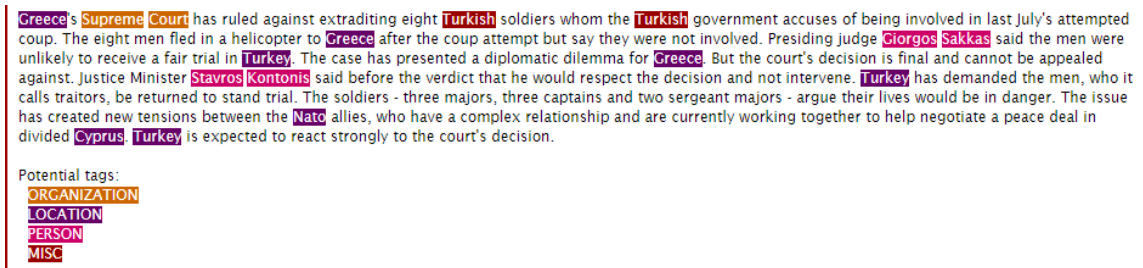 Greece's Supreme Court has ruled against extraditing eight Turkish soldiers whom the Turkish government accuses of being involved in last July's attempted
coup. The eight men fled in a helicopter to Greece after the coup attempt but say they were not involved. Presiding judge Giorgos Sakkas said the men were
unlikely to receive a fair trial in Turkey. The case has presented a diplomatic dilemma for Greece. But the court's decision is final and cannot be appealed
against. Justice Minister Stavros Kontonis said before the verdict that he would respect the decision and not intervene. Turkey has demanded the men, who it
calls traitors, be returned to stand trial. The soldiers - three majors, three captains and two sergeant majors - argue their lives would be in danger. The issue
has created new tensions between the Nato allies, who have a complex relationship and are currently working together to help negotiate a peace deal in
divided Cyprus. Turkey is expected to react strongly to the court's decision.
Potential tags:
ORGANIZATION
LOCATION
PERSON
MISC